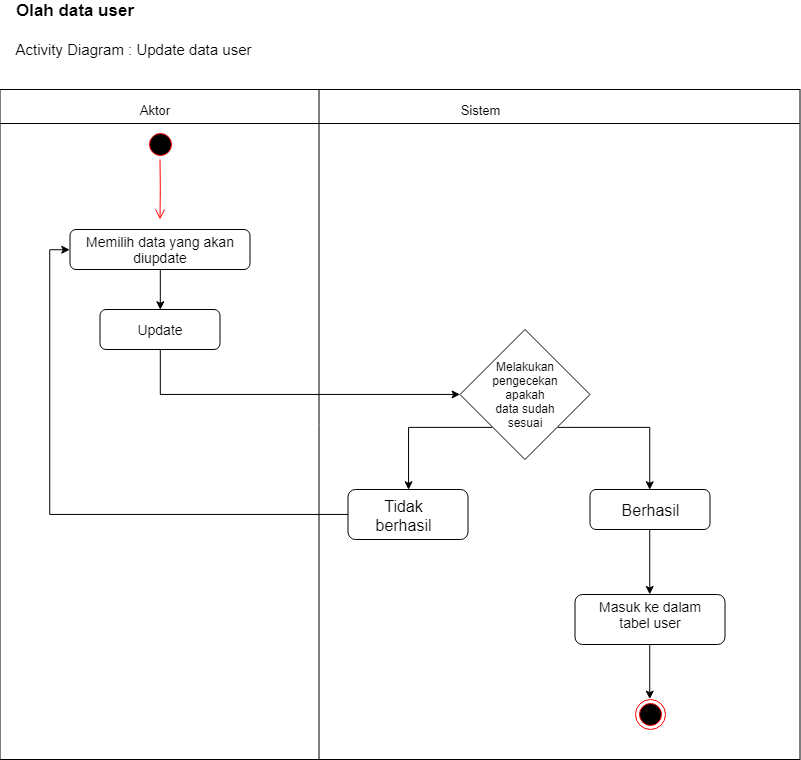 Olah data user
Activity Diagram : Update data user
Aktor
Sistem
Memilih data yang akan
diupdate
Update
Melakukan
pengecekan
apakah
data sudah
sesuai
Tidak
berhasil
Berhasil
Masuk ke dalam
tabel user